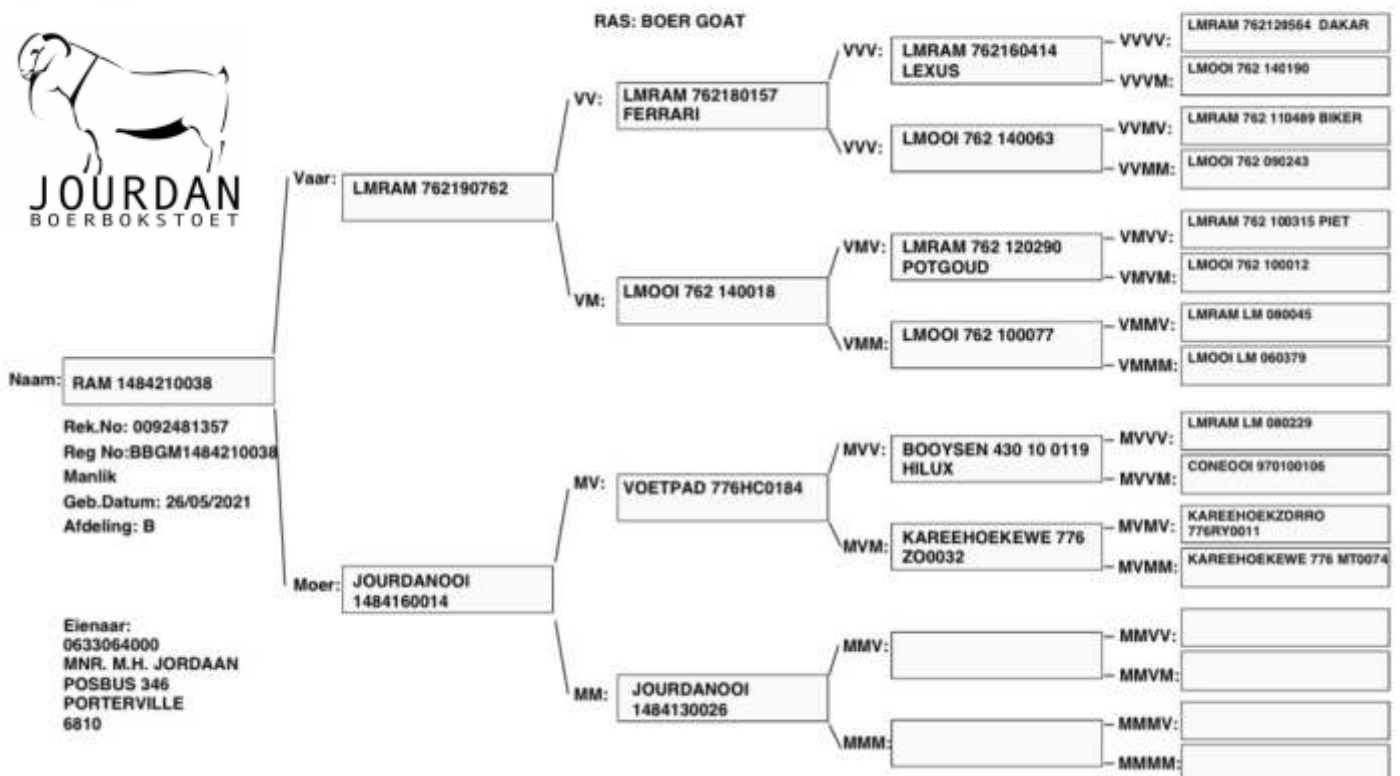 RAS: BOER GOAT
JOURDAN
BOERBOKSTOET
Naam: RAM 1484210038
Rek.No: 0092481357
Reg No:BBGM1484210038
Manlik
Geb.Datum: 26/05/2021
Afdeling: B
Eienaar:
0633064000
MNR. M.H. JORDAAN
POSBUS 346
PORTERVILLE
6810
Vaar: LMRAM 762190762
Moer: JOURDANOOI
1484160014
VV: LMRAM 762180157
FERRARI
VM: LMOOI 762 140018
MV: VOETPAD 776HC0184
MM: JOURDANOOI
1484130026
VVV: LMRAM 762160414
LEXUS
VVV: LMOOI 762 140063
VMV: LMRAM 762 120290
POTGOUD
VMM: LMOOI 762 100077
MVV: BOOYSEN 430 10 0119
HILUX
MVM: KAREEHOEKEWE 776
ZO0032
MMV:
MMM:
VVVV: LMRAM 762120564 DAKAR
VVVM: LMOOI 762 140190
VVMV: LMRAM 762 110489 BIKER
VVMM: LMOOI 762 090243
VMVV: LMRAM 762 100315 PIET
VMVM: LMOOI 762 100012
VMMV: LMRAM LM 080045
VMMM: LMOOI LM 060379
MVVV: LMRAM LM 080229
MVVM: CONEOOI 970100106
MVMV: KAREEHOEKZORRO
776RY0011
MVMM: KAREEHOEKEWE 776 MT0074
MMVV:
MMVM:
MMMV:
MMMM: